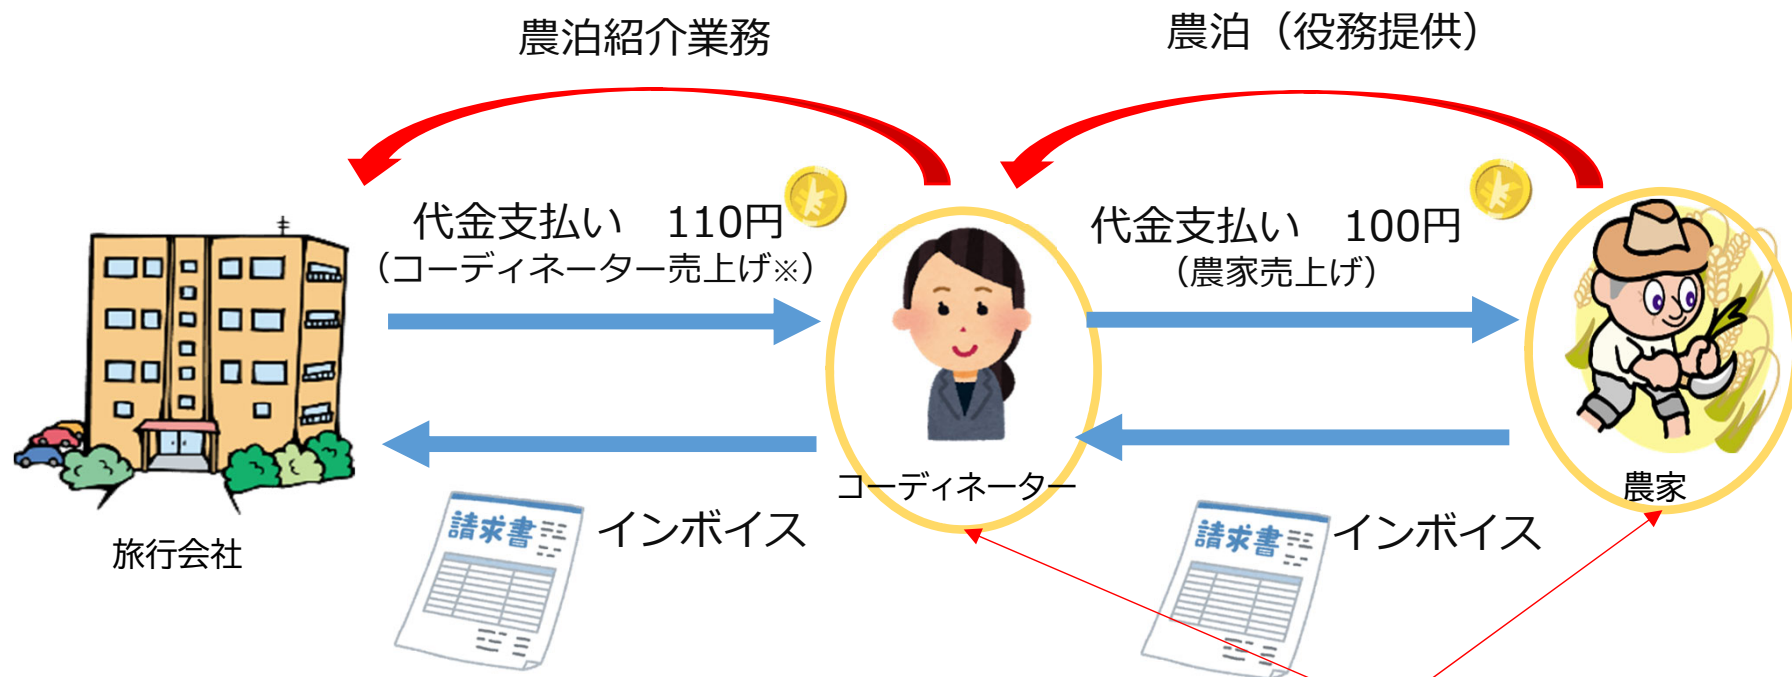 農泊紹介業務
農泊（役務提供）
代金支払い　110円
（コーディネーター売上げ※）
代金支払い　100円
（農家売上げ）
コーディネーター
農家
旅行会社
請求書
インボイス
請求書
インボイス